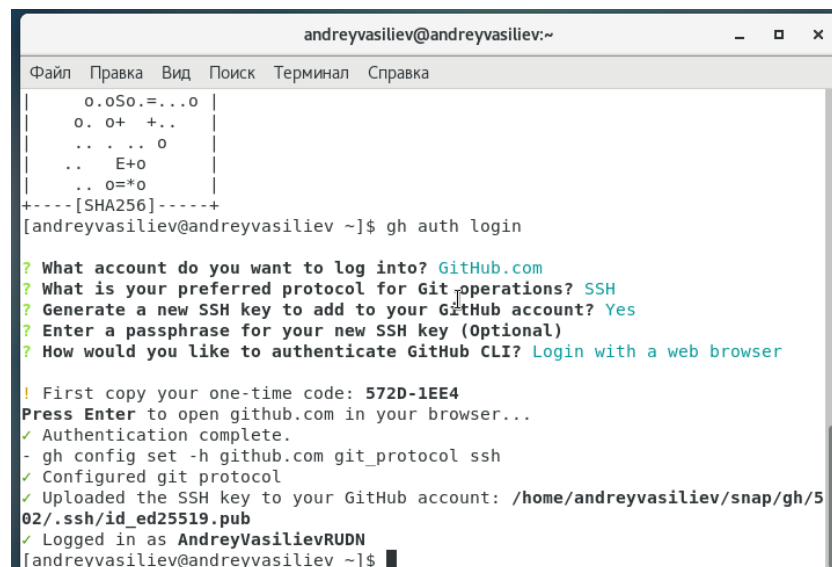 andreyvasiliev@andreyvasiliev:~
Файл Правка Вид Поиск Терминал Справка
|     o.oSo.=...o |
|    o. o+  +..   |
|    .. . .. o    |
|   ..   E+o      |
|    .. o=*o      |
+----[SHA256]-----+
[andreyvasiliev@andreyvasiliev ~]$ gh auth login
? What account do you want to log into? GitHub.com
? What is your preferred protocol for Git operations? SSH
? Generate a new SSH key to add to your GitHub account? Yes
? Enter a passphrase for your new SSH key (Optional)
? How would you like to authenticate GitHub CLI? Login with a web browser
! First copy your one-time code: 572D-1EE4
Press Enter to open github.com in your browser...
✓ Authentication complete.
- gh config set -h github.com git_protocol ssh
✓ Configured git protocol
✓ Uploaded the SSH key to your GitHub account: /home/andreyvasiliev/snap/gh/5
02/.ssh/id_ed25519.pub
✓ Logged in as AndreyVasilievRUDN
[andreyvasiliev@andreyvasiliev ~]$